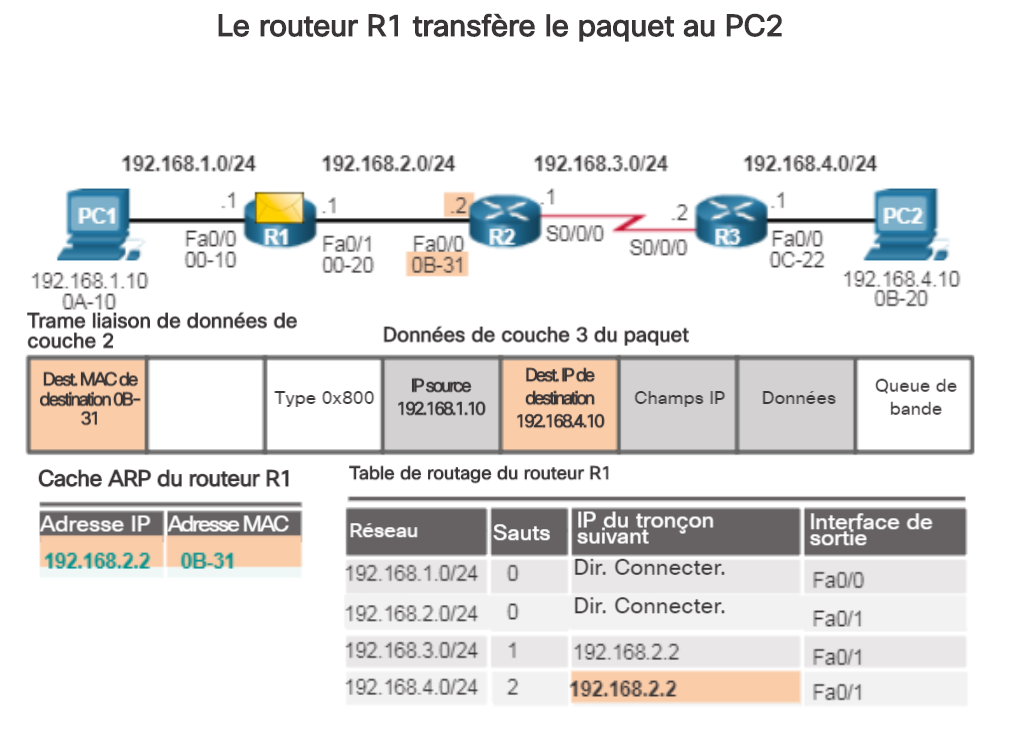 Le routeur R1 transfère le paquet au PC2
192.168.1.0/24 192.168.2.0/24 192.168.3.0/24 192.168.4.0/24
.1 .1 .2 .1 .2 .1
PC1 R1 R2 R3 PC2
Fa0/0 Fa0/1 Fa0/0 S0/0/0 S0/0/0 Fa0/0
00-10 00-20 0B-31 0C-22
192.168.1.10 192.168.4.10
0A-10 0B-20
Trame liaison de données de
couche 2
Données de couche 3 du paquet
Dest. MAC de
destination 0B-
31
Type 0x800
IP source
192.168.1.10
Dest. IP de
destination
192.168.4.10
Champs IP
Données
Queue de
bande
Cache ARP du routeur R1
Adresse IP Adresse MAC
192.168.2.2 0B-31
Table de routage du routeur R1
Réseau Sauts IP du tronçon
suivant
Interface de
sortie
192.168.1.0/24 0 Dir. Connecter. Fa0/0
192.168.2.0/24 0 Dir. Connecter. Fa0/1
192.168.3.0/24 1 192.168.2.2 Fa0/1
192.168.4.0/24 2 192.168.2.2 Fa0/1